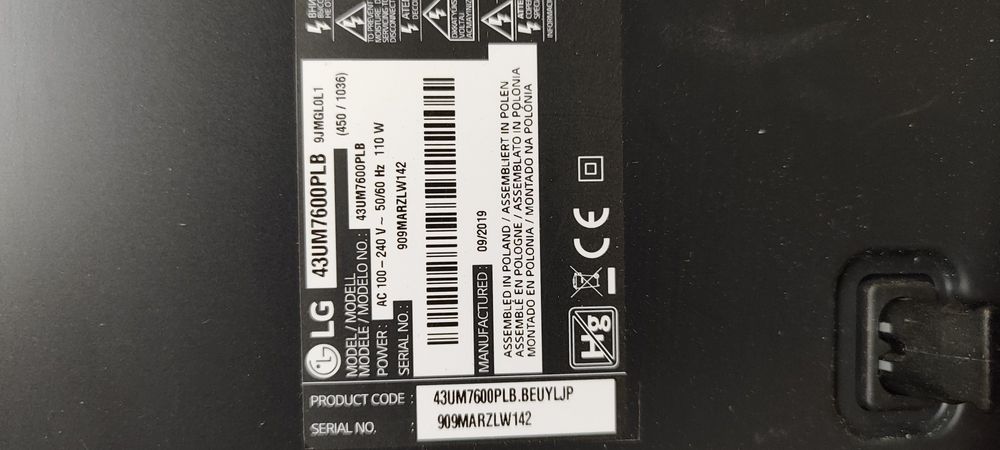 LG 43UM7600PLB 9JMGL0L1
(450 / 1036)
MODEL / MODELL
MODÈLE / MODELO NO. : 43UM7600PLB
POWER : AC 100 – 240 V ~ 50/60 Hz 110 W
SERIAL NO. : 909MARZLW142
MANUFACTURED : 09/2019
ASSEMBLED IN POLAND / ASSEMBLIERT IN POLEN
ASSEMBLÉ EN POLOGNE / ASSEMBLATO IN POLONIA
MONTADO EN POLONIA / MONTADO NA POLÓNIA
Hg
CE
PRODUCT CODE : 43UM7600PLB.BEUYLJP
SERIAL NO. : 909MARZLW142